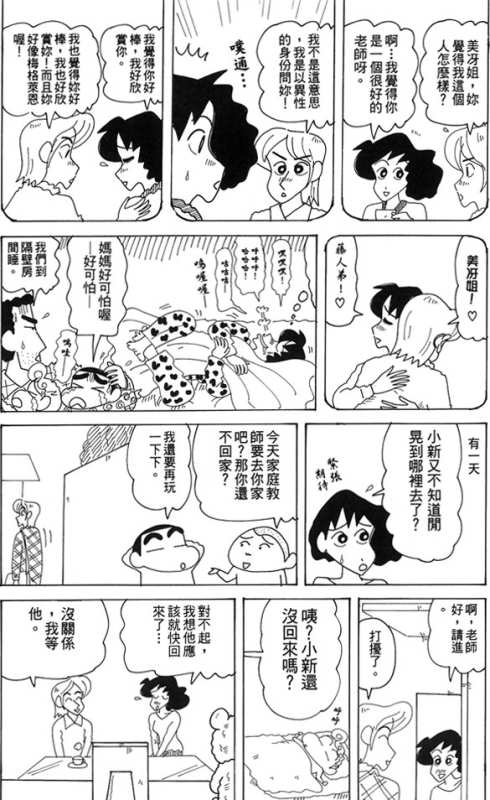 美冴姐，妳
覺得我這個
人怎麼樣？
啊…我覺得你
是一個很好的
老師呀。
我不是這意思
，我是以異性
的身份問妳！
噗通…
我覺得你好
棒，我好欣
賞你。
我也覺得妳好
棒，我也好欣
賞妳！而且妳
好像梅格萊恩
喔！
美冴姐！♡
藤人弟！♡
媽媽好可怕喔
——好可怕——
我們到
隔壁房
間睡。
有一天
小新又不知道閒
晃到哪裡去了？
緊張
期待
今天家庭教
師要去你家
吧？那你還
不回家？
我還要再玩
一下下。
啊，老師
好，請進
。
打擾了。
咦？小新還
沒回來嗎？
對不起，
我想他應
該就快回
來了…
沒關係
，我等
他。